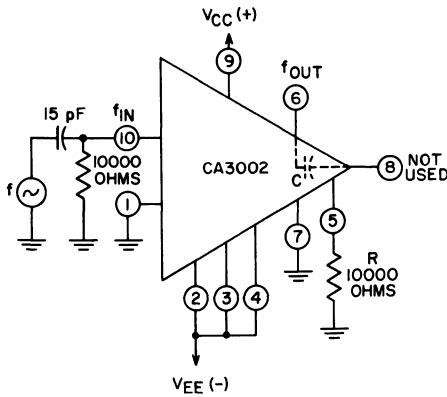 VCC (+)
9
fOUT
6
15 pF
fIN
10
10000
OHMS
CA3002
C
8
NOT
USED
f
1
7
5
R
10000
OHMS
2
3
4
VEE (-)